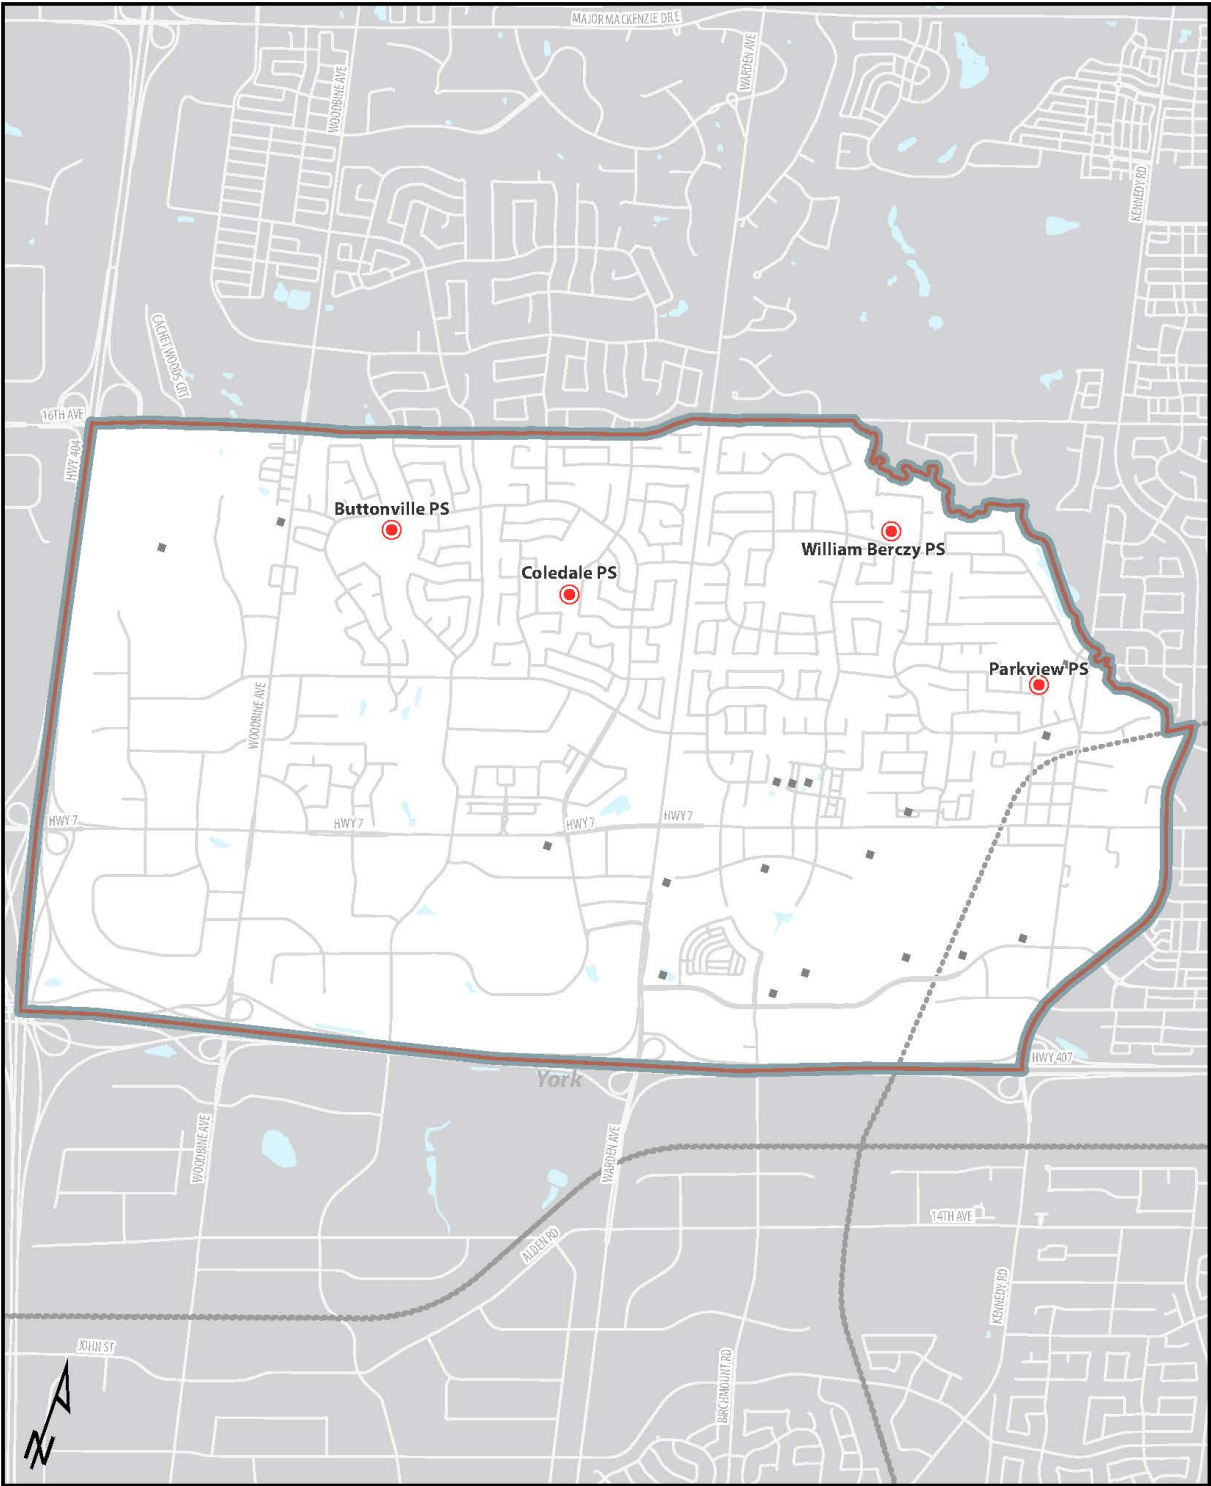 MAJOR MACKENZIE DR E
WOODBINE AVE
WARDEN AVE
KENNEDY RD
CACHET WOODS CRT
16TH AVE
HWY 404
Buttonville PS
William Berczy PS
Coledale PS
Parkview PS
WOODBINE AVE
HWY 7
HWY 7
HWY 7
HWY 7
HWY 407
York
WOODBINE AVE
WARDEN AVE
14TH AVE
ALDEN RD
KENNEDY RD
JOHN ST
BIRCHMOUNT RD
N